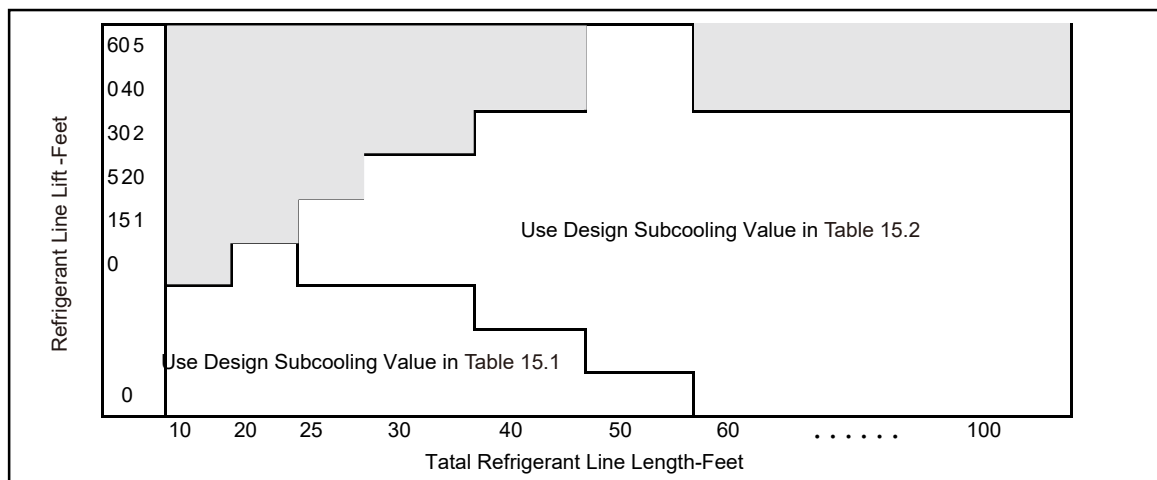 Refrigerant Line Lift -Feet
60 5
0 40
30 2
5 20
15 1
0
0
Use Design Subcooling Value in Table 15.2
Use Design Subcooling Value in Table 15.1
10 20 25 30 40 50 60 . . . . . . 100
Tatal Refrigerant Line Length-Feet